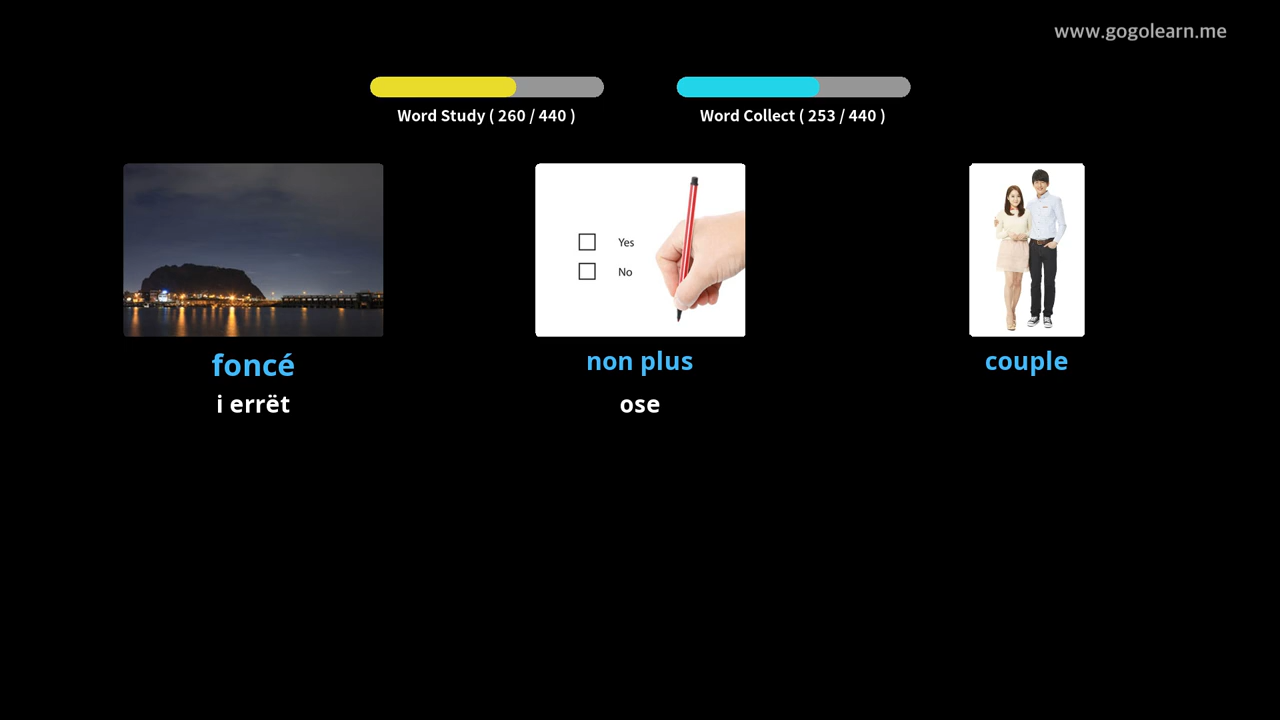 www.gogolearn.me
Word Study ( 260 / 440 )
Word Collect ( 253 / 440 )
Yes
No
foncé
non plus
couple
i errët
ose